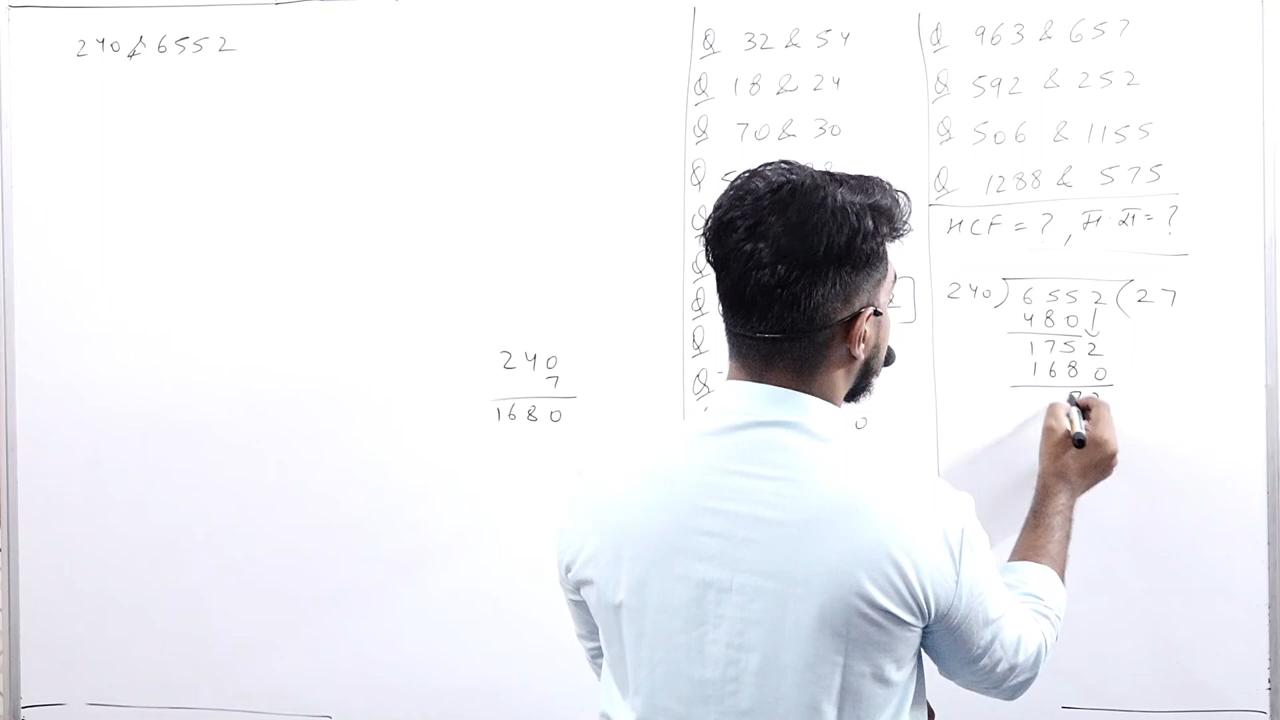 240 & 6552
240
7
1680
Q 32 & 54
Q 18 & 24
Q 70 & 30
Q
Q
Q 963 & 657
Q 592 & 252
Q 506 & 1155
Q 1288 & 575
HCF = ? , म. स. = ?
240) 6552 (27
480↓
1752
1680
72